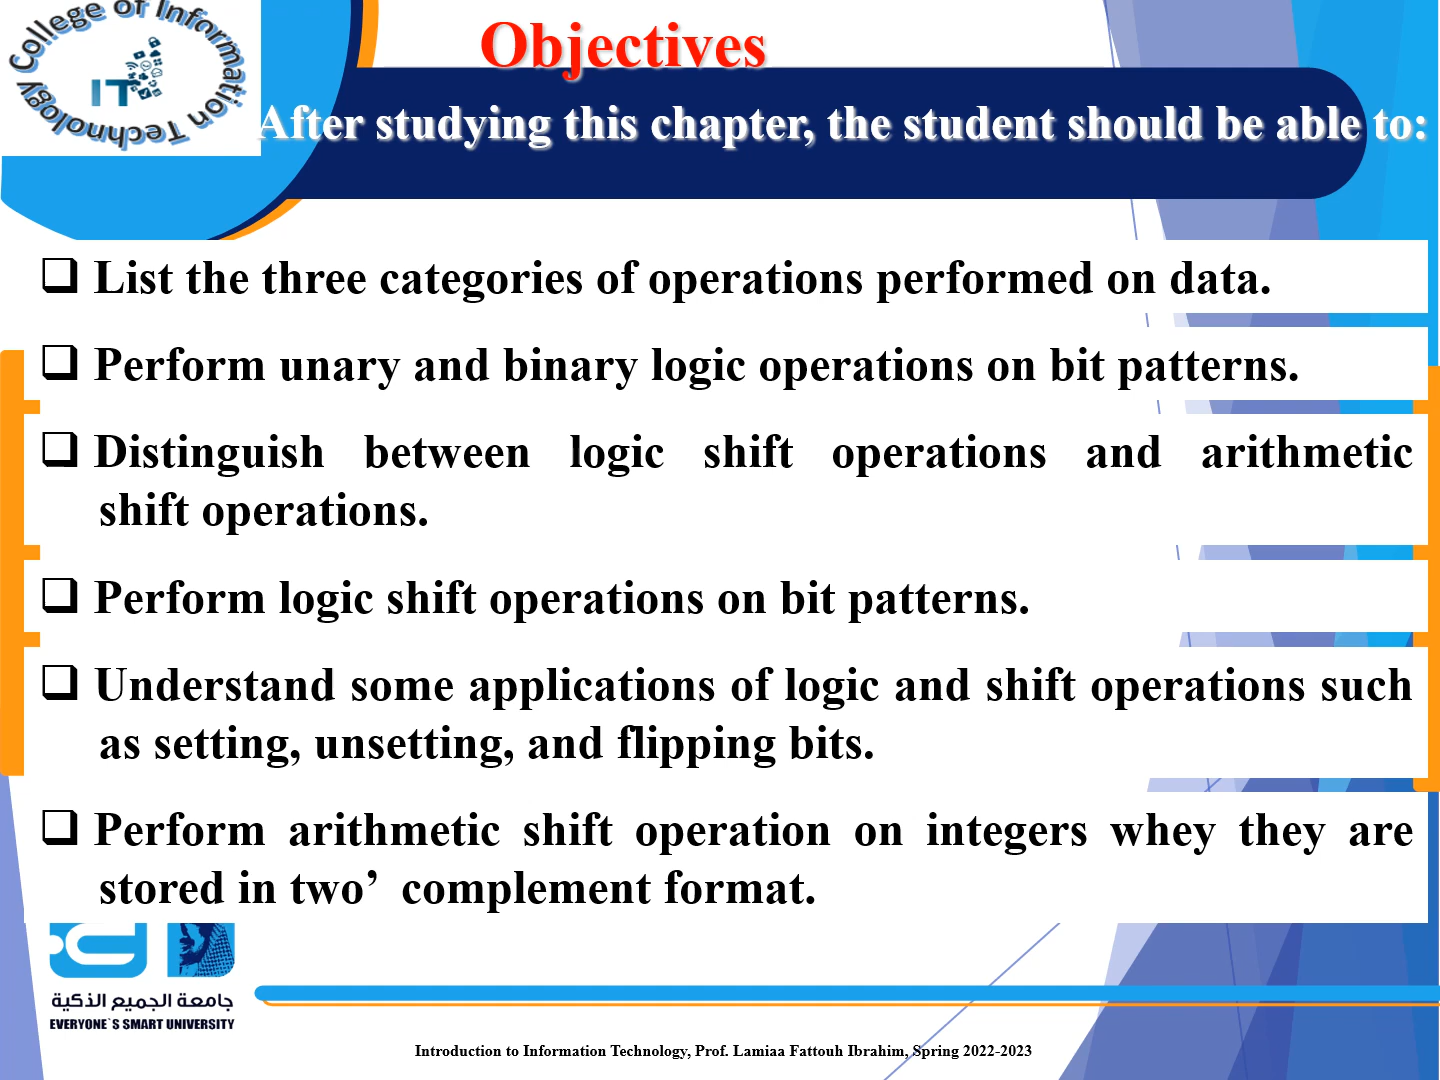 College of Information Technology
IT
Objectives
After studying this chapter, the student should be able to:
❑ List the three categories of operations performed on data.
❑ Perform unary and binary logic operations on bit patterns.
❑ Distinguish between logic shift operations and arithmetic
shift operations.
❑ Perform logic shift operations on bit patterns.
❑ Understand some applications of logic and shift operations such
as setting, unsetting, and flipping bits.
❑ Perform arithmetic shift operation on integers whey they are
stored in two’ complement format.
جامعة الجميع الذكية
EVERYONE`S SMART UNIVERSITY
Introduction to Information Technology, Prof. Lamiaa Fattouh Ibrahim, Spring 2022-2023